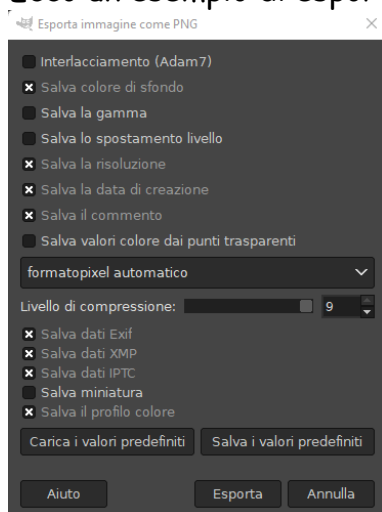 Esporta immagine come PNG
Interlacciamento (Adam7)
Salva colore di sfondo
Salva la gamma
Salva lo spostamento livello
Salva la risoluzione
Salva la data di creazione
Salva il commento
Salva valori colore dai punti trasparenti
formatopixel automatico
Livello di compressione: 9
Salva dati Exif
Salva dati XMP
Salva dati IPTC
Salva miniatura
Salva il profilo colore
Carica i valori predefiniti Salva i valori predefiniti
Aiuto Esporta Annulla